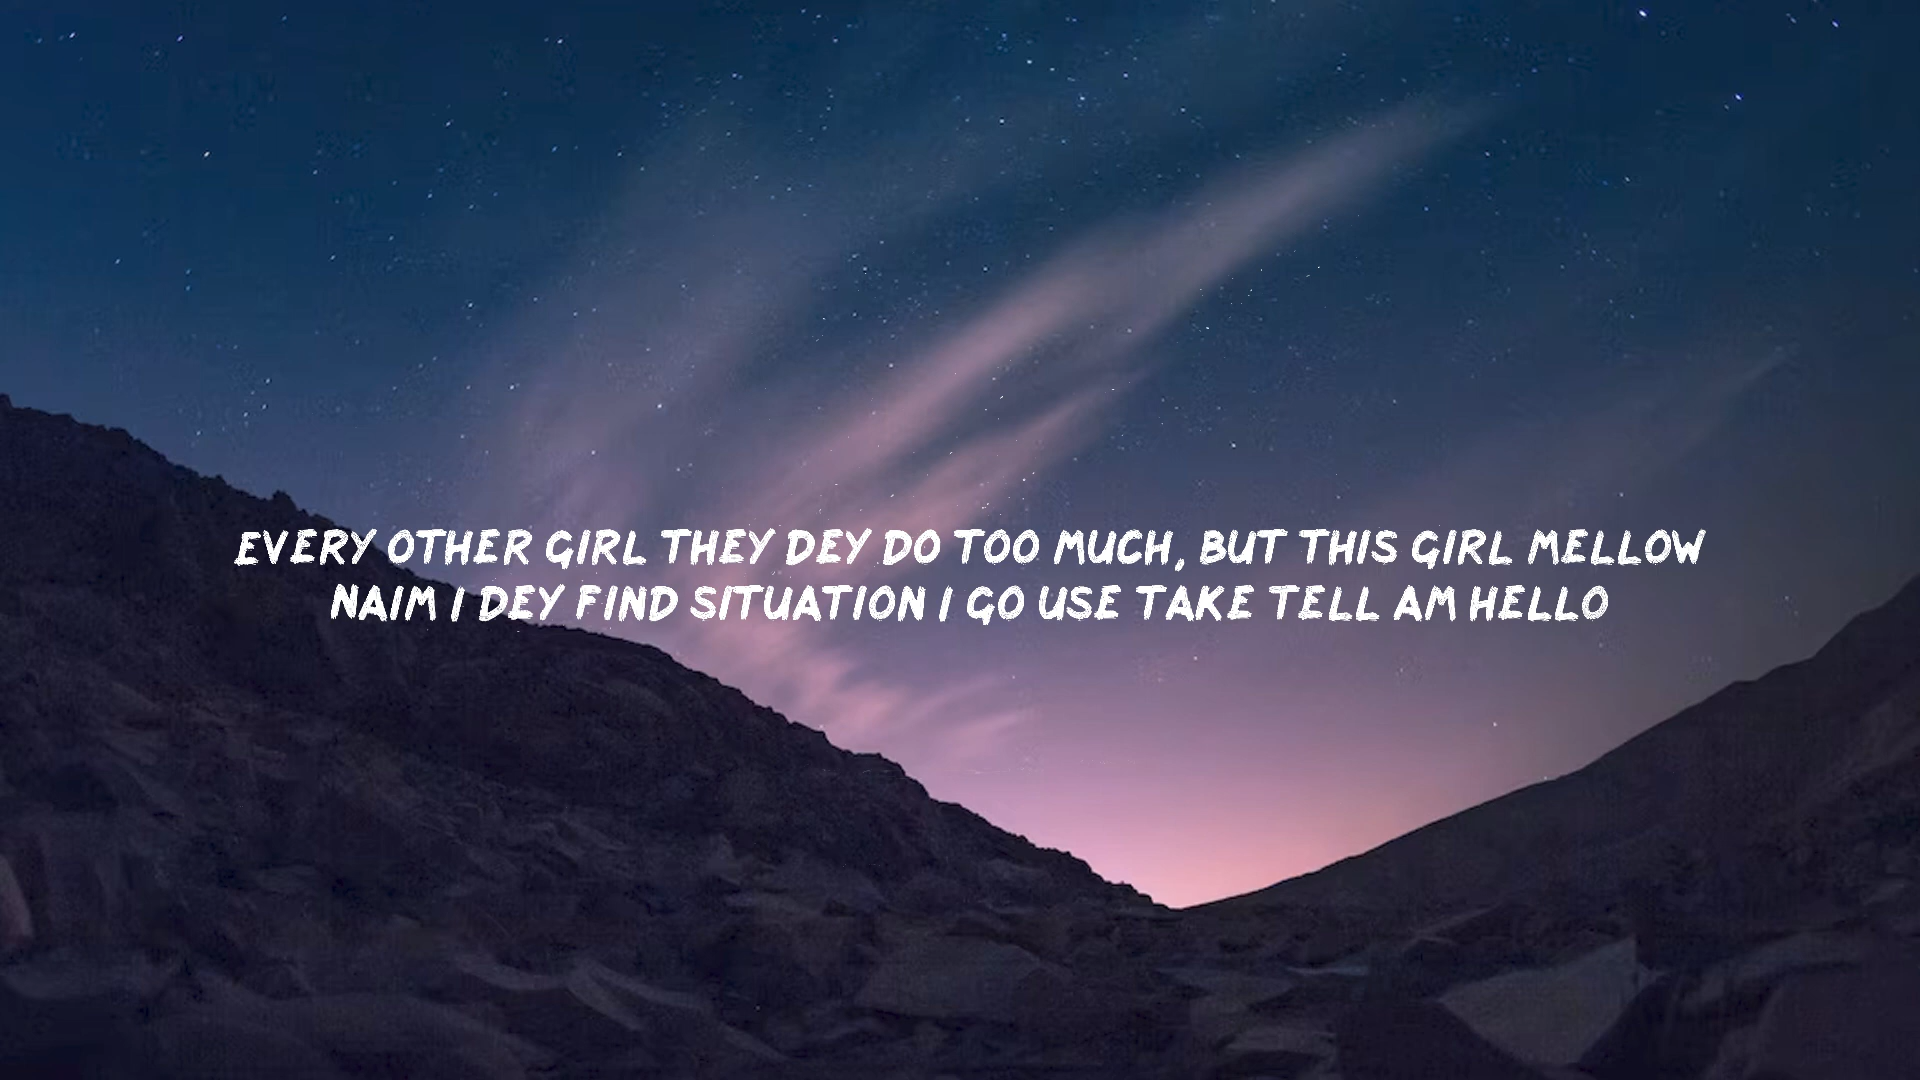 EVERY OTHER GIRL THEY DEY DO TOO MUCH, BUT THIS GIRL MELLOW
NAIM I DEY FIND SITUATION I GO USE TAKE TELL AM HELLO